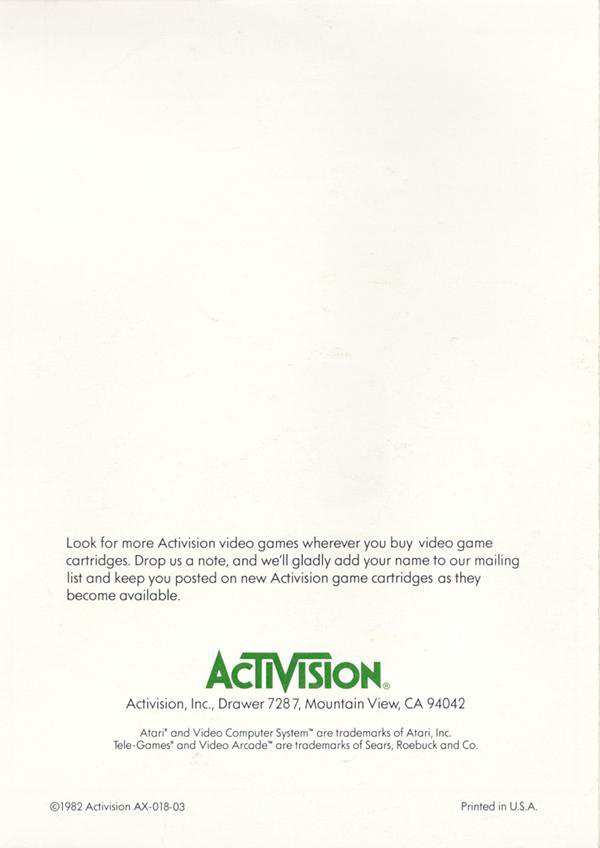 Look for more Activision video games wherever you buy video game
cartridges. Drop us a note, and we'll gladly add your name to our mailing
list and keep you posted on new Activision game cartridges as they
become available.
ACTIVISION®
Activision, Inc., Drawer 7287, Mountain View, CA 94042
Atari® and Video Computer System™ are trademarks of Atari, Inc.
Tele-Games® and Video Arcade™ are trademarks of Sears, Roebuck and Co.
©1982 Activision AX-018-03
Printed in U.S.A.